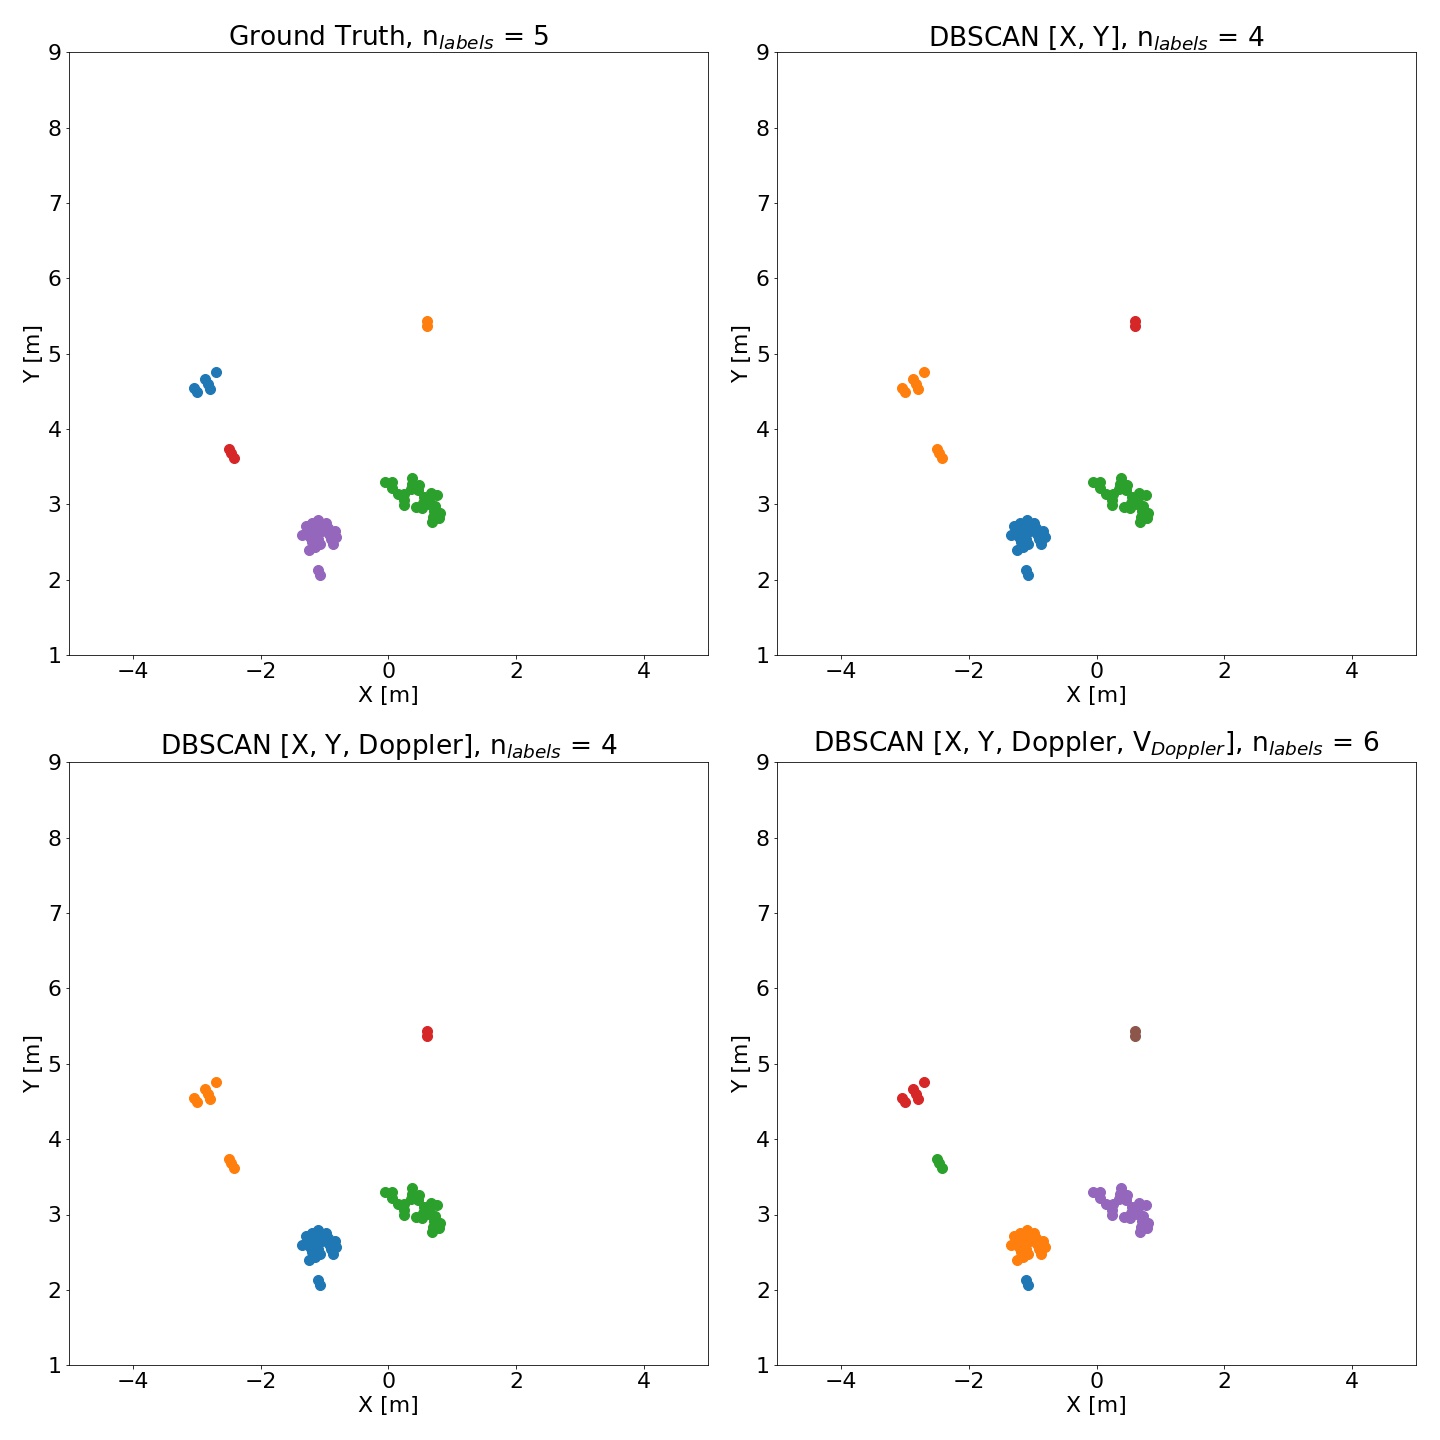 Ground Truth, n_labels = 5
9
8
7
6
5
4
3
2
1
Y [m]
−4 −2 0 2 4
X [m]
DBSCAN [X, Y], n_labels = 4
9
8
7
6
5
4
3
2
1
Y [m]
−4 −2 0 2 4
X [m]
DBSCAN [X, Y, Doppler], n_labels = 4
9
8
7
6
5
4
3
2
1
Y [m]
−4 −2 0 2 4
X [m]
DBSCAN [X, Y, Doppler, V_Doppler], n_labels = 6
9
8
7
6
5
4
3
2
1
Y [m]
−4 −2 0 2 4
X [m]